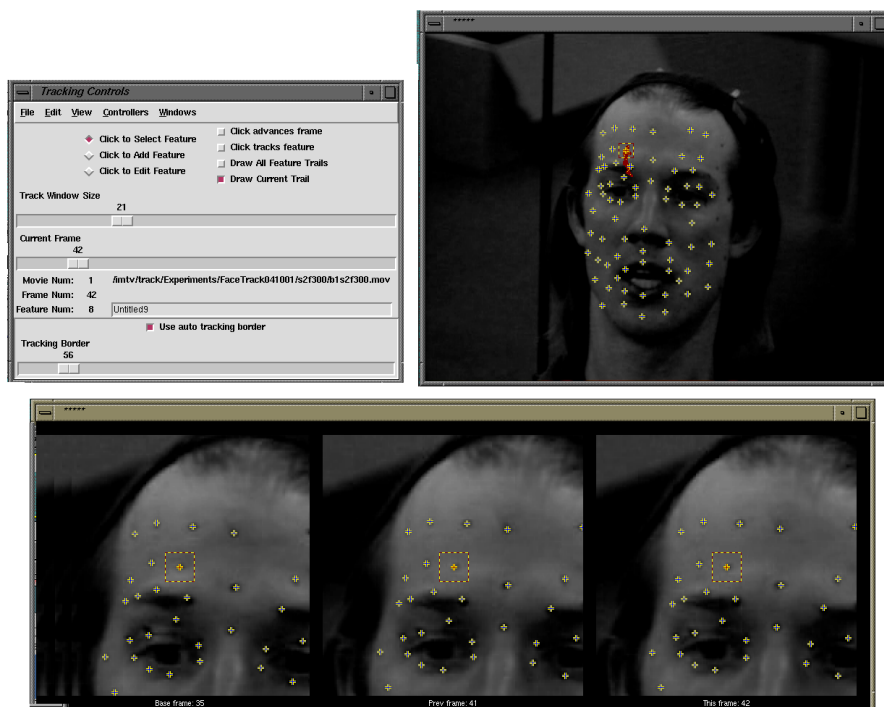 *****
Tracking Controls
File Edit View Controllers Windows
Click to Select Feature
Click to Add Feature
Click to Edit Feature
Click advances frame
Click tracks feature
Draw All Feature Trails
Draw Current Trail
Track Window Size
21
Current Frame
42
Movie Num: 1 /imtv/track/Experiments/FaceTrack041001/s2f300/b1s2f300.mov
Frame Num: 42
Feature Num: 8 Untitled9
Use auto tracking border
Tracking Border
56
*****
Base frame: 35 Prev frame: 41 This frame: 42